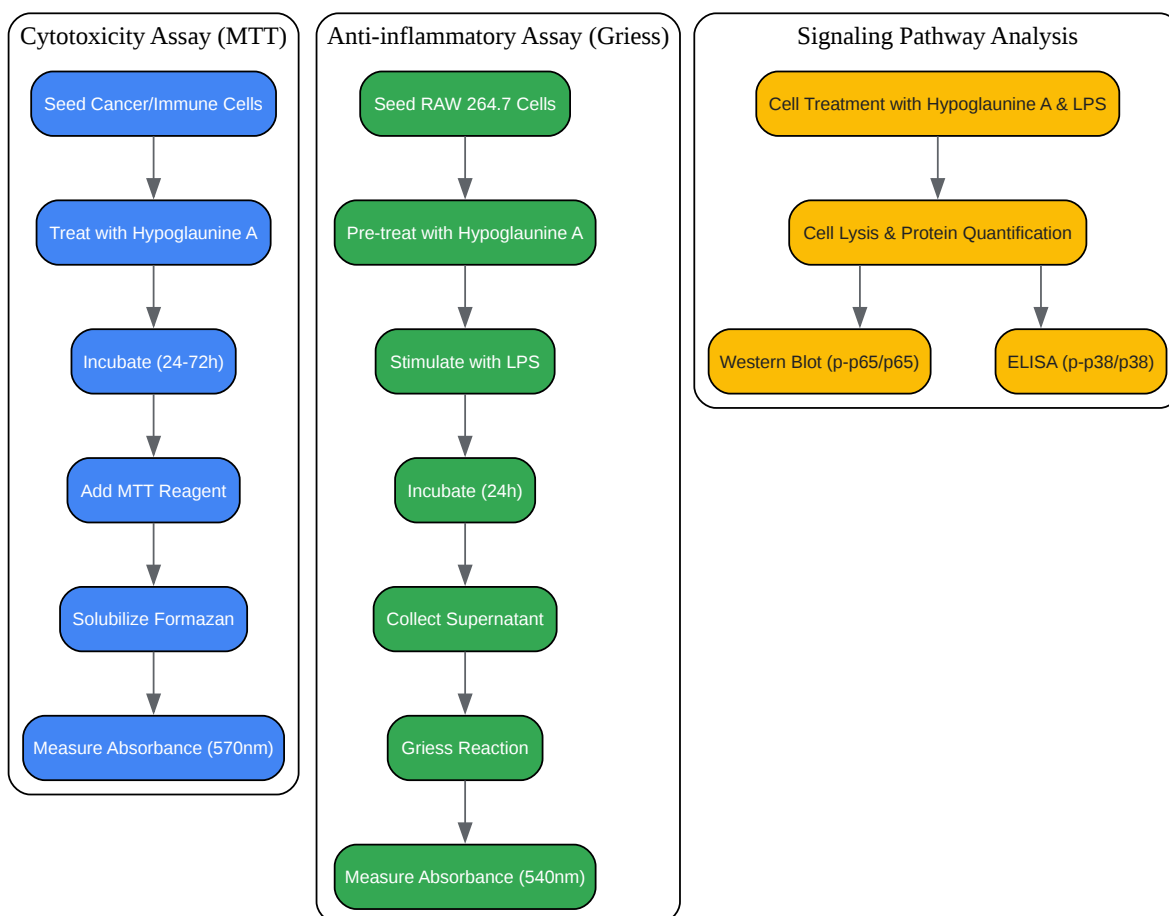 Cytotoxicity Assay (MTT)
Seed Cancer/Immune Cells
Treat with Hypoglaunine A
Incubate (24-72h)
Add MTT Reagent
Solubilize Formazan
Measure Absorbance (570nm)
Anti-inflammatory Assay (Griess)
Seed RAW 264.7 Cells
Pre-treat with Hypoglaunine A
Stimulate with LPS
Incubate (24h)
Collect Supernatant
Griess Reaction
Measure Absorbance (540nm)
Signaling Pathway Analysis
Cell Treatment with Hypoglaunine A & LPS
Cell Lysis & Protein Quantification
Western Blot (p-p65/p65)
ELISA (p-p38/p38)